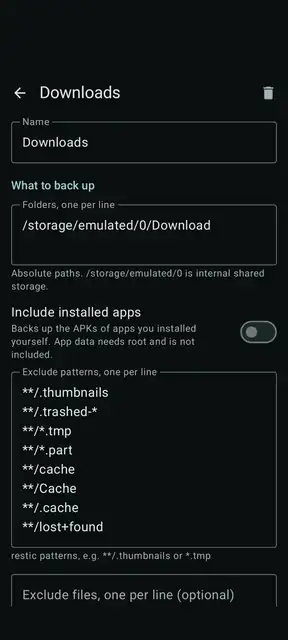 Downloads
Name
Downloads
What to back up
Folders, one per line
/storage/emulated/0/Download
Absolute paths. /storage/emulated/0 is internal shared
storage.
Include installed apps
Backs up the APKs of apps you installed
yourself. App data needs root and is not
included.
Exclude patterns, one per line
**/.thumbnails
**/.trashed-*
**/*.tmp
**/*.part
**/cache
**/Cache
**/.cache
**/lost+found
restic patterns, e.g. **/.thumbnails or *.tmp
Exclude files, one per line (optional)